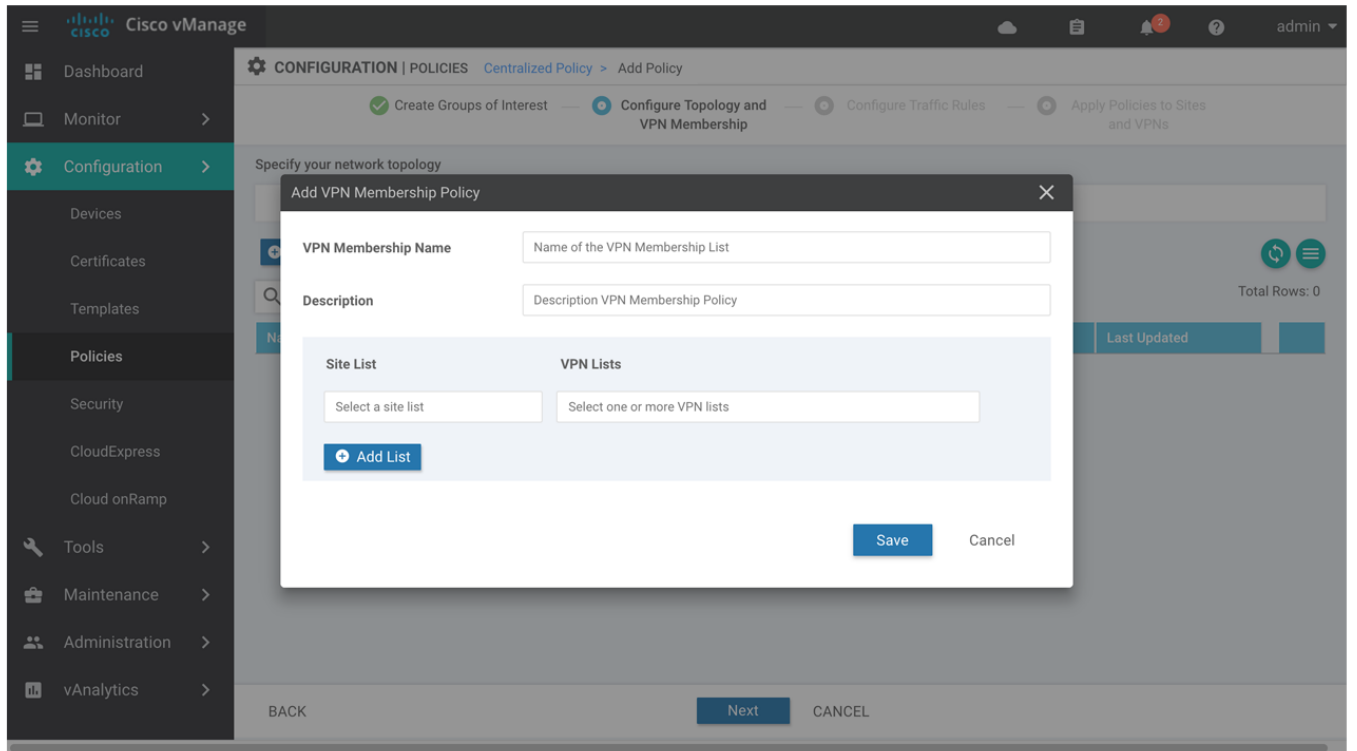 cisco Cisco vManage
2
admin
Dashboard
Monitor
Configuration
Devices
Certificates
Templates
Policies
Security
CloudExpress
Cloud onRamp
Tools
Maintenance
Administration
vAnalytics
CONFIGURATION | POLICIES Centralized Policy > Add Policy
Create Groups of Interest
Configure Topology and
VPN Membership
Configure Traffic Rules
Apply Policies to Sites
and VPNs
Specify your network topology
Add VPN Membership Policy
VPN Membership Name
Name of the VPN Membership List
Description
Description VPN Membership Policy
Site List
VPN Lists
Select a site list
Select one or more VPN lists
Add List
Save
Cancel
Total Rows: 0
Last Updated
BACK
Next
CANCEL